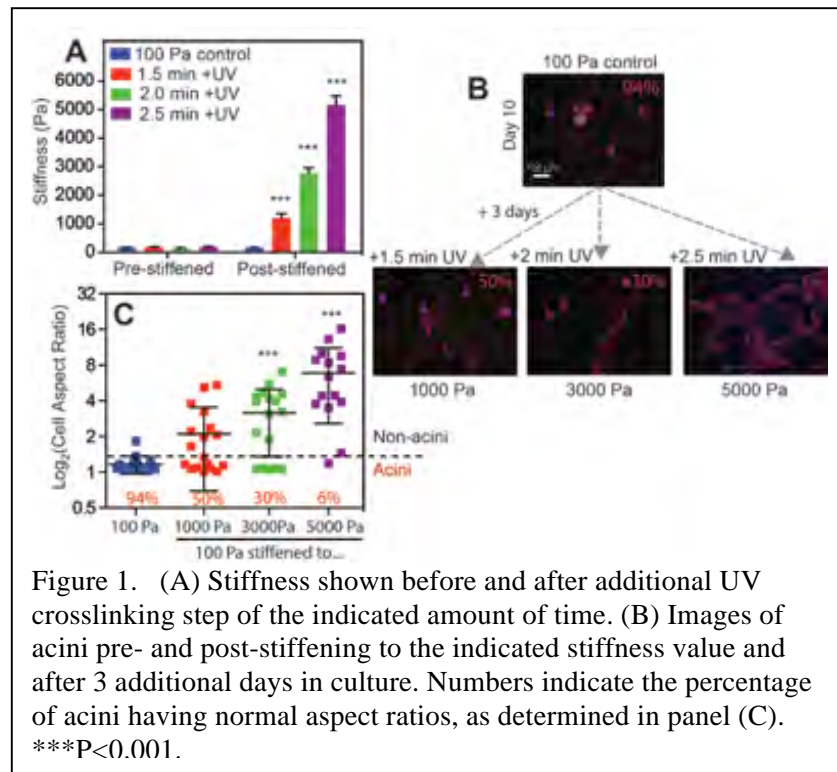 A
100 Pa control
1.5 min +UV
2.0 min +UV
2.5 min +UV
6000
5000
4000
3000
2000
1000
0
Stiffness (Pa)
***
***
***
Pre-stiffened
Post-stiffened
B
100 Pa control
94%
Day 10
+ 3 days
+1.5 min UV
+2 min UV
+2.5 min UV
50%
30%
1000 Pa
3000 Pa
5000 Pa
C
32
16
8
4
2
1
0.5
Log2(Cell Aspect Ratio)
***
***
Non-acini
Acini
94%
50%
30%
6%
100 Pa
1000 Pa
3000Pa
5000 Pa
100 Pa stiffened to...
Figure 1. (A) Stiffness shown before and after additional UV
crosslinking step of the indicated amount of time. (B) Images of
acini pre- and post-stiffening to the indicated stiffness value and
after 3 additional days in culture. Numbers indicate the percentage
of acini having normal aspect ratios, as determined in panel (C).
***P<0.001.